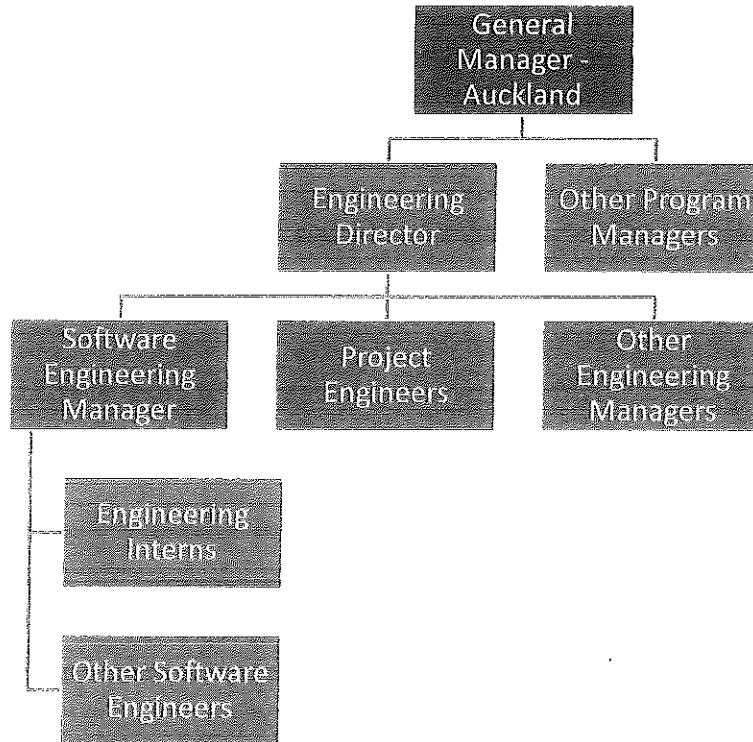 General
Manager -
Auckland
Engineering
Director
Other Program
Managers
Software
Engineering
Manager
Project
Engineers
Other
Engineering
Managers
Engineering
Interns
Other Software
Engineers